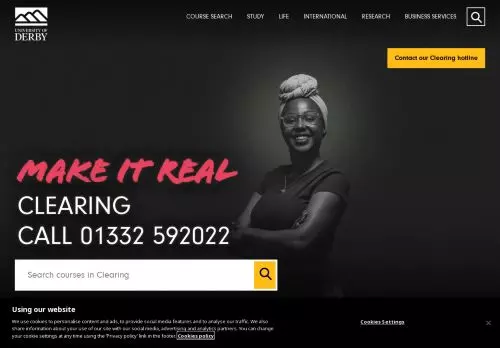 UNIVERSITY OF
DERBY
COURSE SEARCH STUDY LIFE INTERNATIONAL RESEARCH BUSINESS SERVICES
Contact our Clearing hotline
MAKE IT REAL
CLEARING
CALL 01332 592022
Search courses in Clearing
Using our website
We use cookies to personalise content and ads, to provide social media features and to analyse our traffic. We also
share information about your use of our site with our social media, advertising and analytics partners. You can change
your cookie settings at any time using the 'Privacy policy' link in the footer. Cookies policy
Cookies Settings